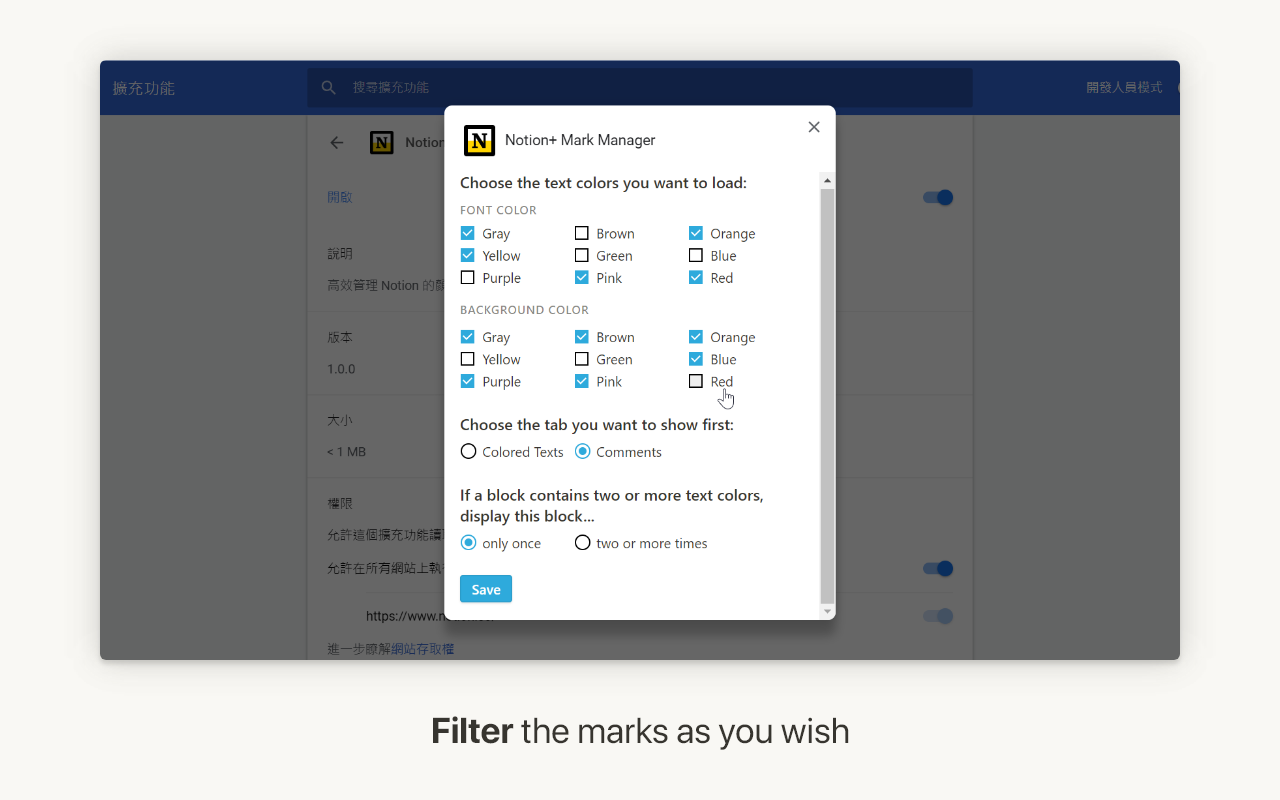 擴充功能
搜尋擴充功能
開發人員模式
N
Notion
開啟
說明
高效管理 Notion 的
版本
1.0.0
大小
< 1 MB
權限
允許這個擴充功能讀
允許在所有網站上執
https://www.
進一步瞭解網站存取權
N
Notion+ Mark Manager
Choose the text colors you want to load:
FONT COLOR
Gray Brown Orange
Yellow Green Blue
Purple Pink Red
BACKGROUND COLOR
Gray Brown Orange
Yellow Green Blue
Purple Pink Red
Choose the tab you want to show first:
Colored Texts Comments
If a block contains two or more text colors,
display this block...
only once two or more times
Save
Filter the marks as you wish